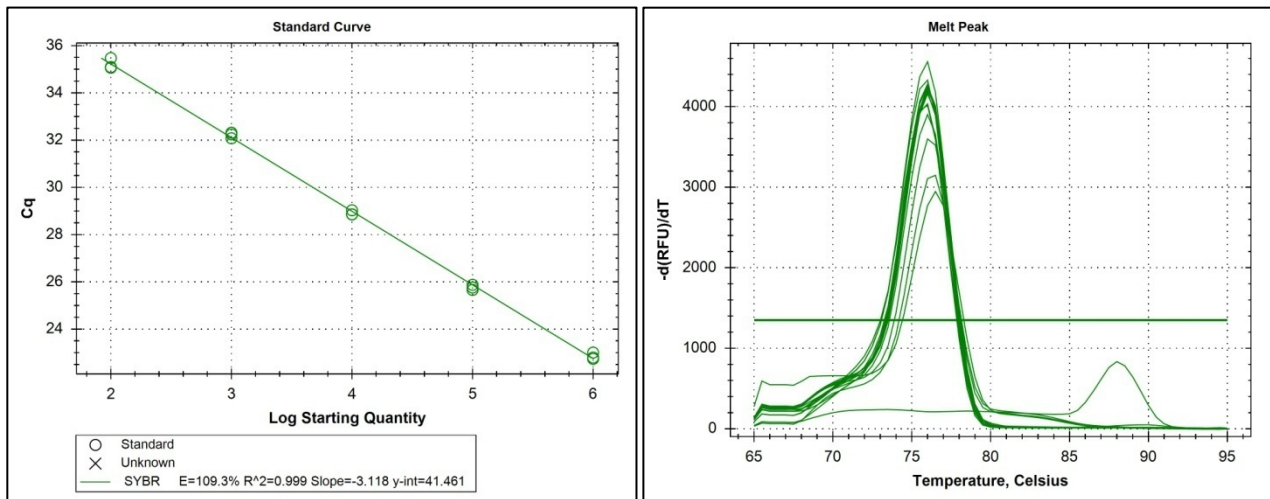 Standard Curve
36
34
32
30
28
26
24
2
3
4
5
6
Cq
Log Starting Quantity
Standard
Unknown
SYBR E=109.3% R^2=0.999 Slope=-3.118 y-int=41.461
Melt Peak
4000
3000
2000
1000
0
65
70
75
80
85
90
95
-d(RFU)/dT
Temperature, Celsius